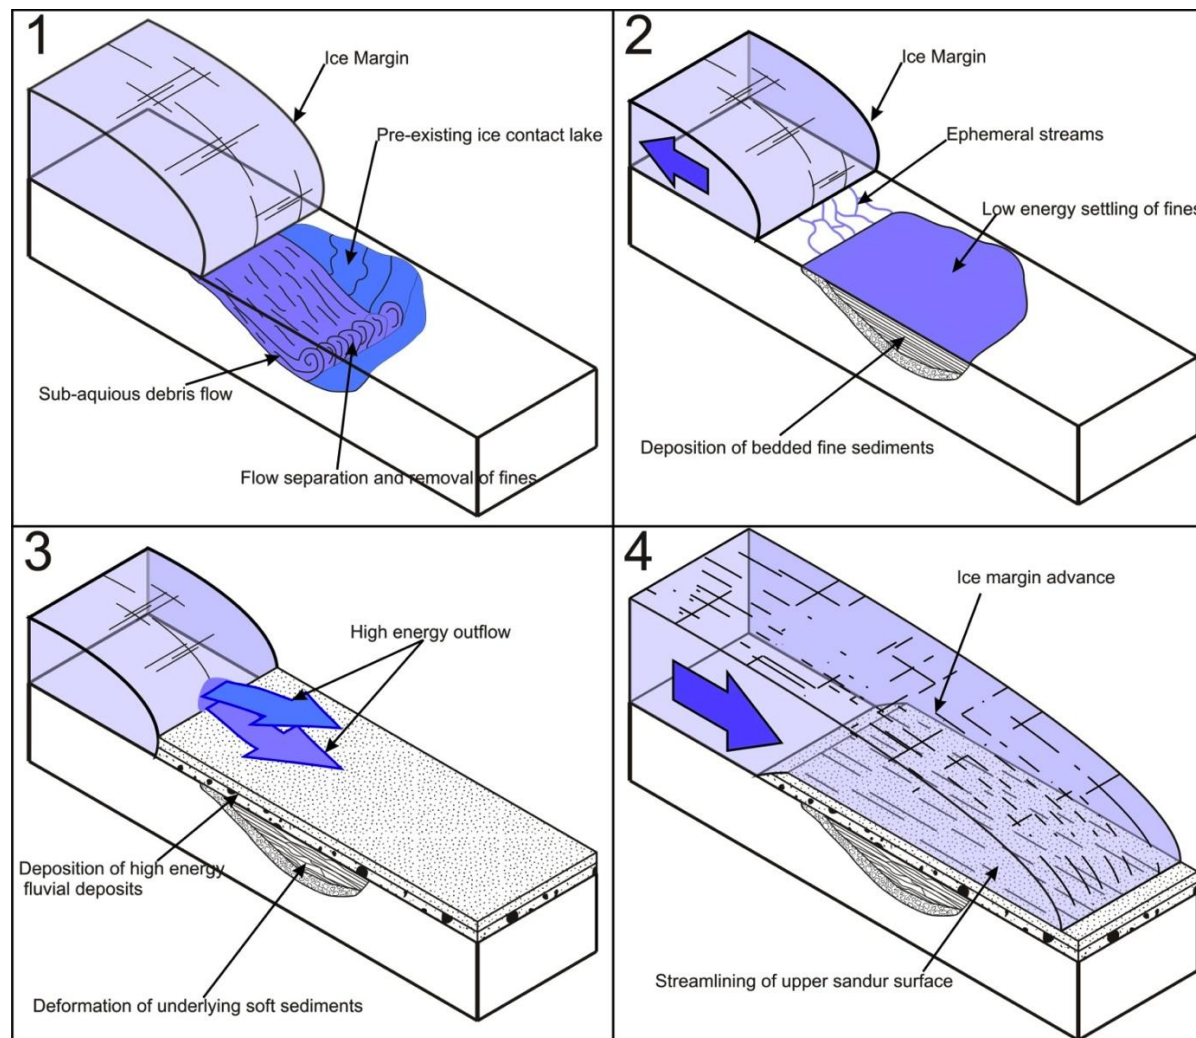 1
Ice Margin
Pre-existing ice contact lake
Sub-aquious debris flow
Flow separation and removal of fines
2
Ice Margin
Ephemeral streams
Low energy settling of fines
Deposition of bedded fine sediments
3
High energy outflow
Deposition of high energy
fluvial deposits
Deformation of underlying soft sediments
4
Ice margin advance
Streamlining of upper sandur surface